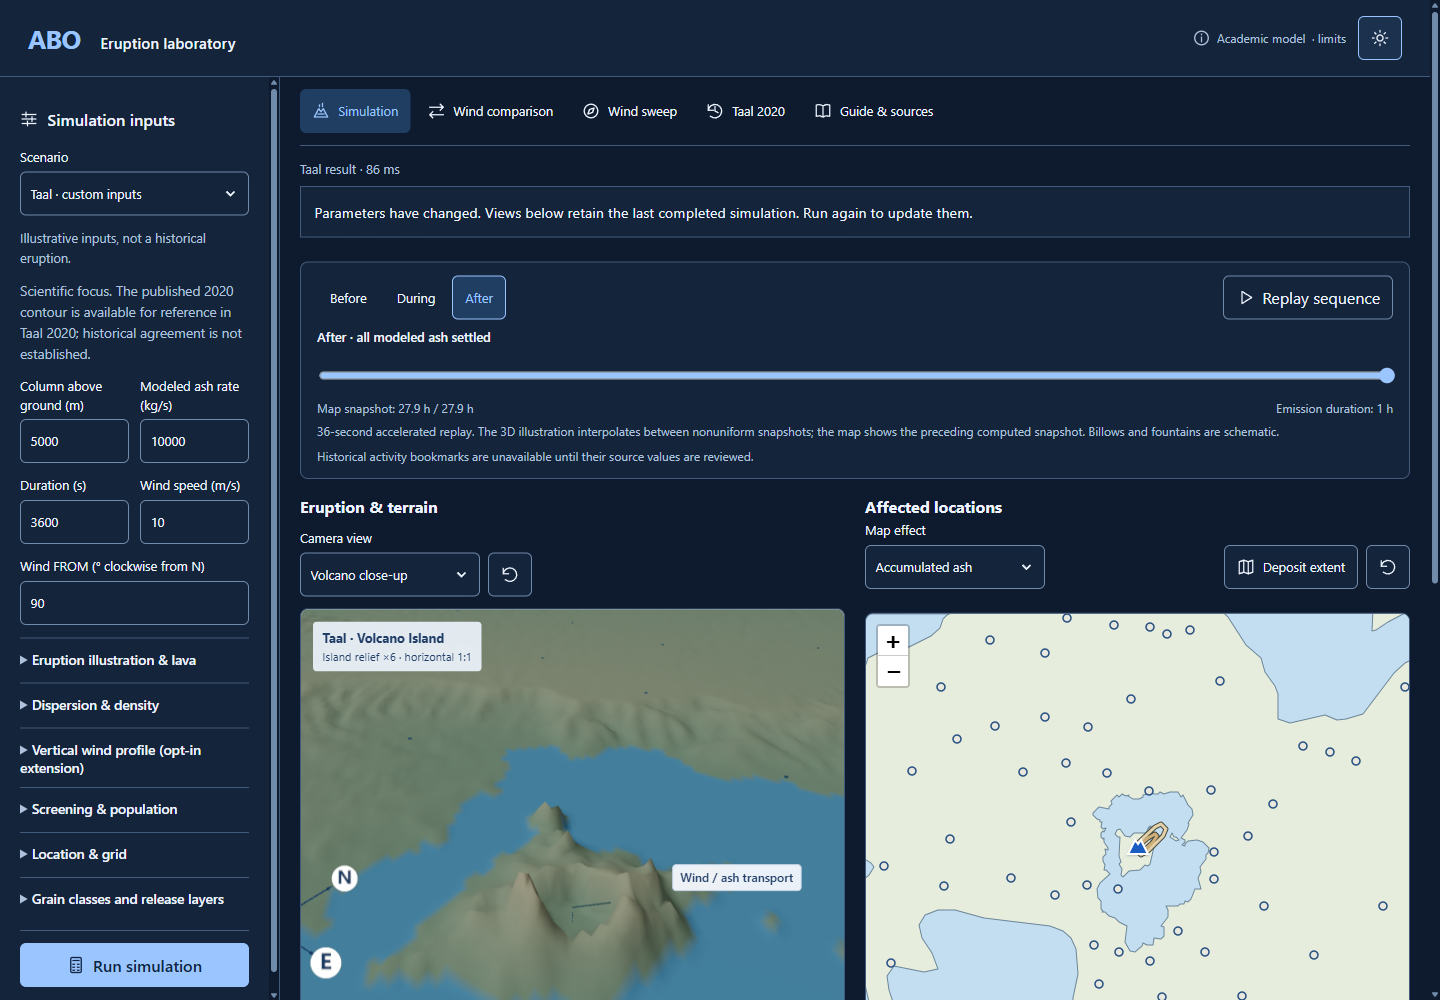 ABO Eruption laboratory
Academic model · limits
Simulation inputs
Scenario
Taal · custom inputs
Illustrative inputs, not a historical
eruption.
Scientific focus. The published 2020
contour is available for reference in
Taal 2020; historical agreement is not
established.
Column above
ground (m)
Modeled ash rate
(kg/s)
5000
10000
Duration (s)
Wind speed (m/s)
3600
10
Wind FROM (° clockwise from N)
90
Eruption illustration & lava
Dispersion & density
Vertical wind profile (opt-in
extension)
Screening & population
Location & grid
Grain classes and release layers
Run simulation
Simulation
Wind comparison
Wind sweep
Taal 2020
Guide & sources
Taal result · 86 ms
Parameters have changed. Views below retain the last completed simulation. Run again to update them.
Before
During
After
Replay sequence
After · all modeled ash settled
Map snapshot: 27.9 h / 27.9 h
Emission duration: 1 h
36-second accelerated replay. The 3D illustration interpolates between nonuniform snapshots; the map shows the preceding computed snapshot. Billows and fountains are schematic.
Historical activity bookmarks are unavailable until their source values are reviewed.
Eruption & terrain
Camera view
Volcano close-up
Taal · Volcano Island
Island relief ×6 · horizontal 1:1
Wind / ash transport
N
E
Affected locations
Map effect
Accumulated ash
Deposit extent
+
−